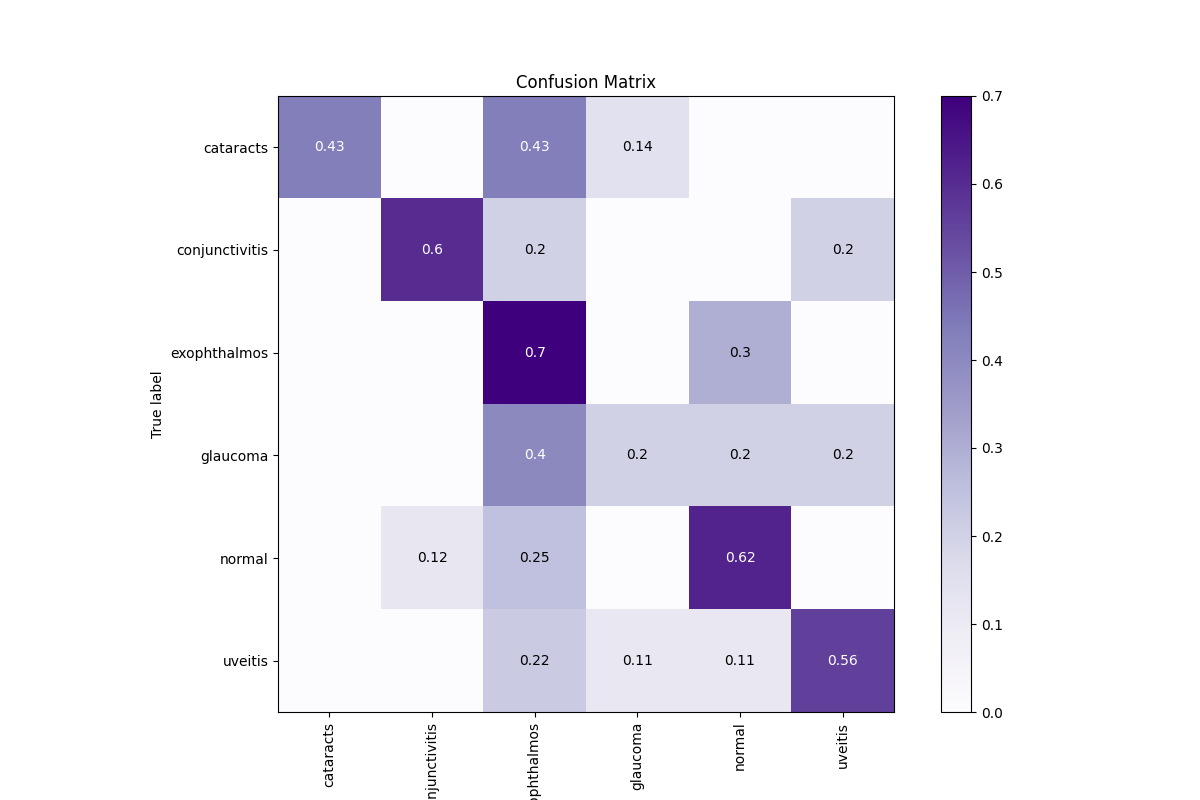 Confusion Matrix
cataracts 0.43 0.43 0.14
conjunctivitis 0.6 0.2 0.2
exophthalmos 0.7 0.3
glaucoma 0.4 0.2 0.2 0.2
normal 0.12 0.25 0.62
uveitis 0.22 0.11 0.11 0.56
True label
cataracts
njunctivitis
ophthalmos
glaucoma
normal
uveitis
0.7
0.6
0.5
0.4
0.3
0.2
0.1
0.0